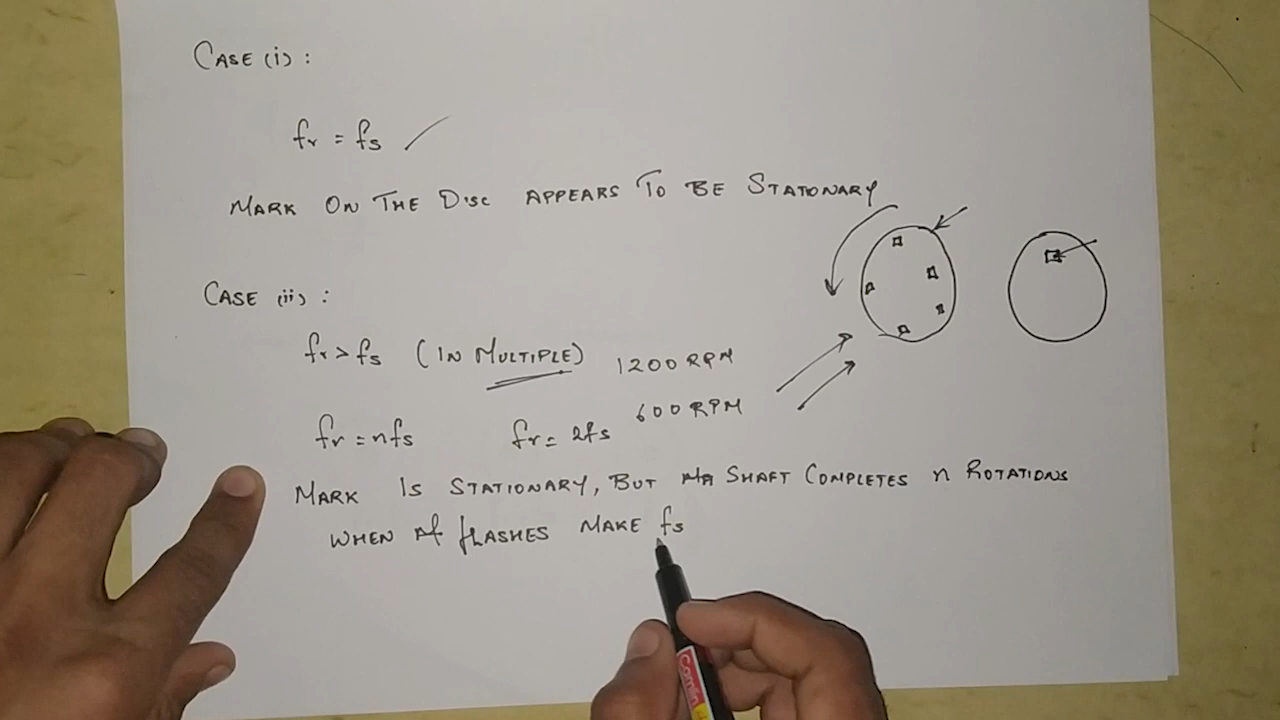 CASE (i) :
fr = fs
MARK ON THE DISC APPEARS TO BE STATIONARY
CASE (ii) :
fr > fs (IN MULTIPLE) 1200 RPM
600 RPM
fr = nfs fr = 2fs
MARK IS STATIONARY, BUT SHAFT COMPLETES n ROTATIONS
WHEN FLASHES MAKE fs
Camlin